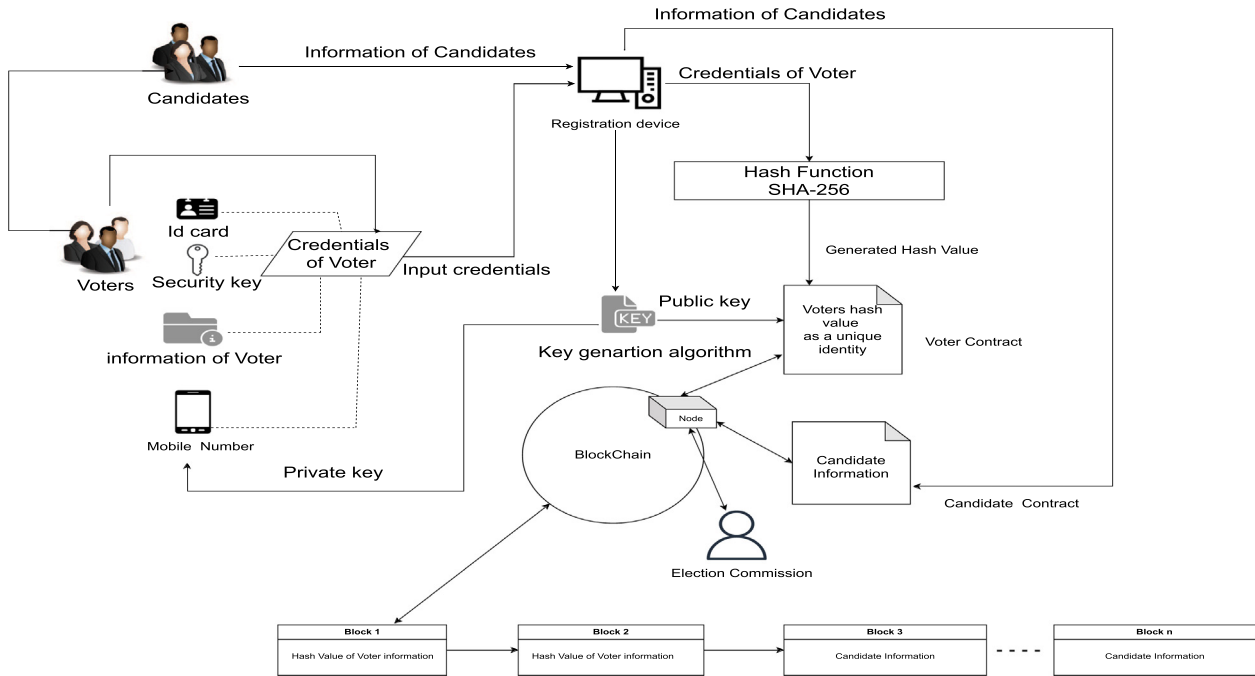 Information of Candidates
Information of Candidates
Candidates
Credentials of Voter
Registration device
Hash Function
SHA-256
Id card
Credentials
of Voter
Security key
Voters
Input credentials
Generated Hash Value
information of Voter
KEY
Public key
Key genartion algorithm
Voters hash
value
as a unique
identity
Voter Contract
Mobile Number
Private key
Node
BlockChain
Candidate
Information
Candidate Contract
Election Commission
Block 1
Hash Value of Voter information
Block 2
Hash Value of Voter information
Block 3
Candidate Information
Block n
Candidate Information